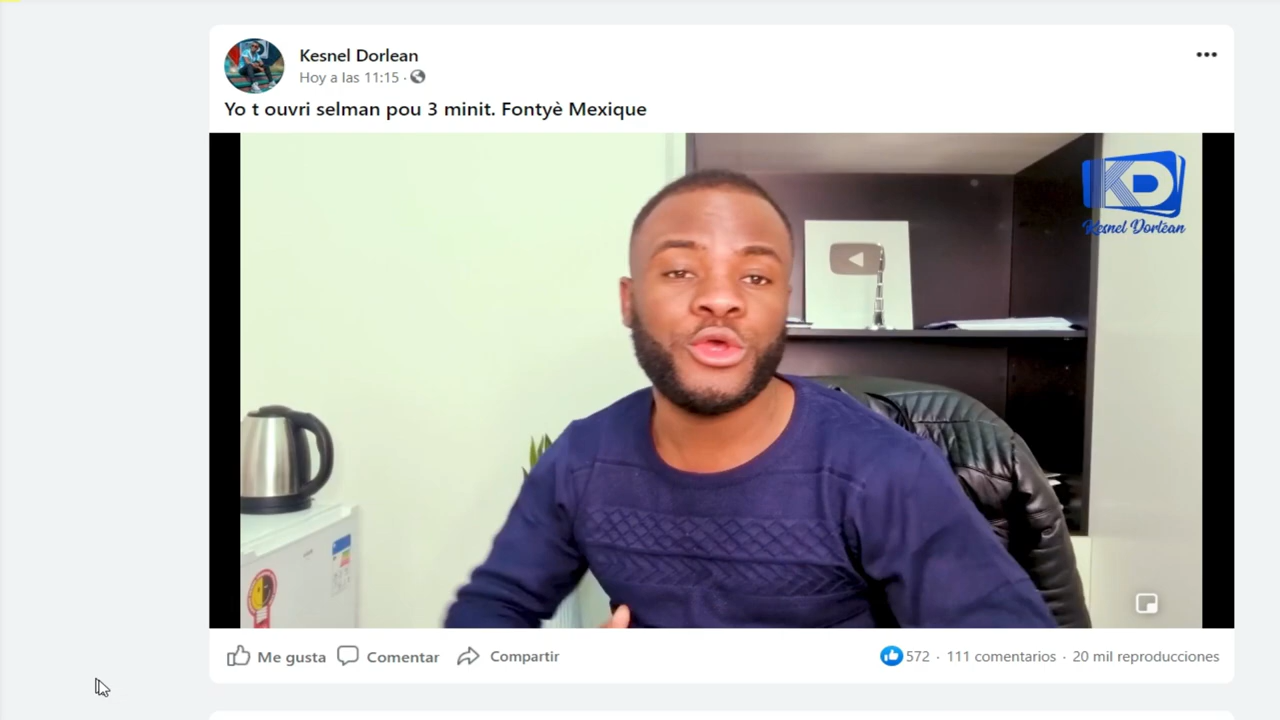 Kesnel Dorlean
Hoy a las 11:15 ·
Yo t ouvri selman pou 3 minit. Fontyè Mexique
KD
Kesnel Dorlean
Me gusta
Comentar
Compartir
572 · 111 comentarios · 20 mil reproducciones